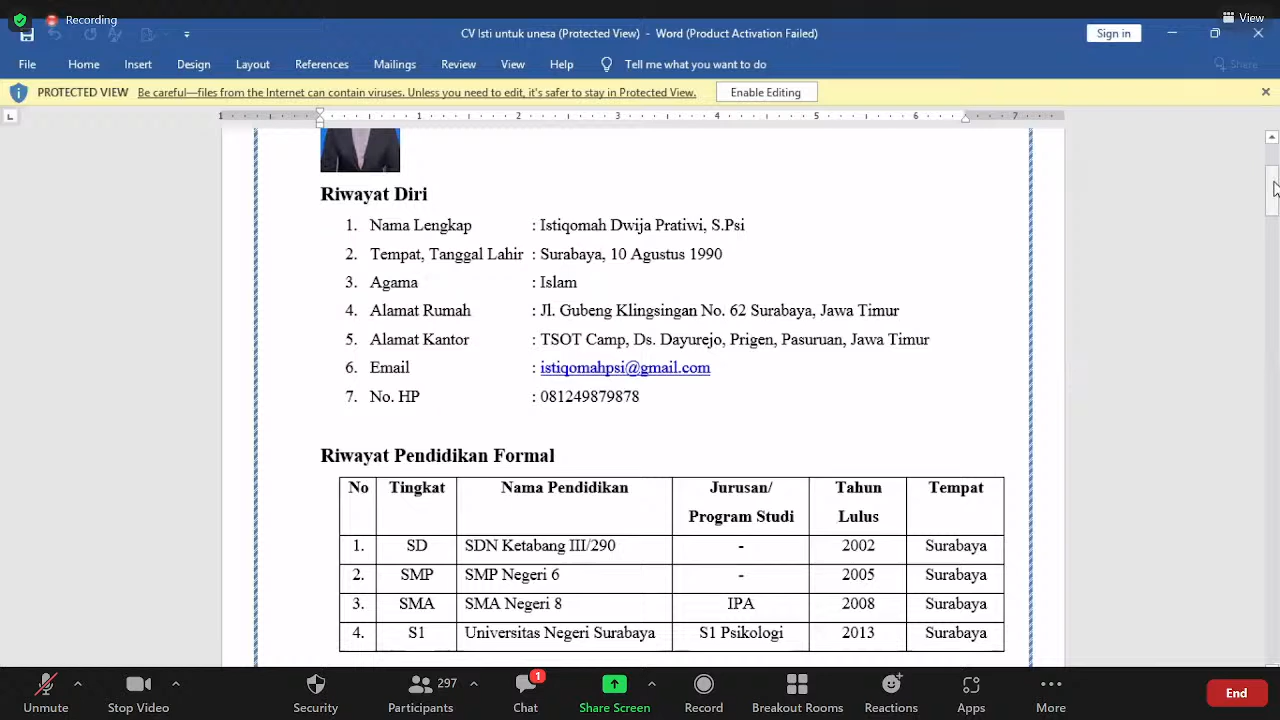 Recording
CV Isti untuk unesa (Protected View) - Word (Product Activation Failed)
Sign in
View
File Home Insert Design Layout References Mailings Review View Help Tell me what you want to do Share
PROTECTED VIEW Be careful—files from the Internet can contain viruses. Unless you need to edit, it's safer to stay in Protected View. Enable Editing
1 1 2 3 4 5 6 7
Riwayat Diri
1. Nama Lengkap : Istiqomah Dwija Pratiwi, S.Psi
2. Tempat, Tanggal Lahir : Surabaya, 10 Agustus 1990
3. Agama : Islam
4. Alamat Rumah : Jl. Gubeng Klingsingan No. 62 Surabaya, Jawa Timur
5. Alamat Kantor : TSOT Camp, Ds. Dayurejo, Prigen, Pasuruan, Jawa Timur
6. Email : istiqomahpsi@gmail.com
7. No. HP : 081249879878
Riwayat Pendidikan Formal
No Tingkat Nama Pendidikan Jurusan/ Tahun Tempat
Program Studi Lulus
1. SD SDN Ketabang III/290 - 2002 Surabaya
2. SMP SMP Negeri 6 - 2005 Surabaya
3. SMA SMA Negeri 8 IPA 2008 Surabaya
4. S1 Universitas Negeri Surabaya S1 Psikologi 2013 Surabaya
297 1
Unmute Stop Video Security Participants Chat Share Screen Record Breakout Rooms Reactions Apps More End